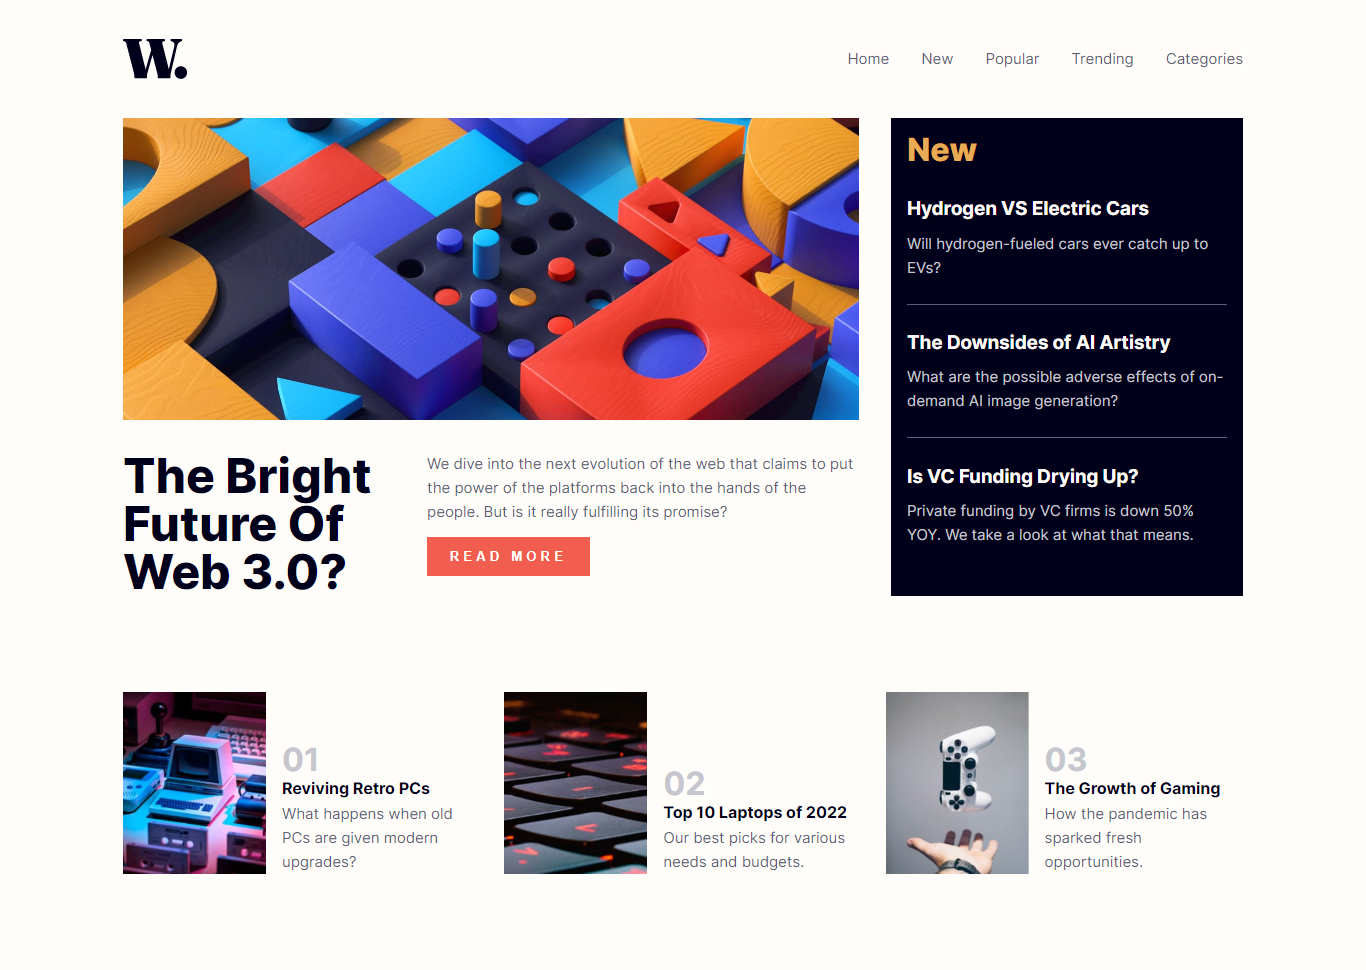 W.
Home New Popular Trending Categories
New
Hydrogen VS Electric Cars
Will hydrogen-fueled cars ever catch up to
EVs?
The Downsides of AI Artistry
What are the possible adverse effects of on-
demand AI image generation?
Is VC Funding Drying Up?
Private funding by VC firms is down 50%
YOY. We take a look at what that means.
The Bright
Future Of
Web 3.0?
We dive into the next evolution of the web that claims to put
the power of the platforms back into the hands of the
people. But is it really fulfilling its promise?
READ MORE
01
Reviving Retro PCs
What happens when old
PCs are given modern
upgrades?
02
Top 10 Laptops of 2022
Our best picks for various
needs and budgets.
03
The Growth of Gaming
How the pandemic has
sparked fresh
opportunities.